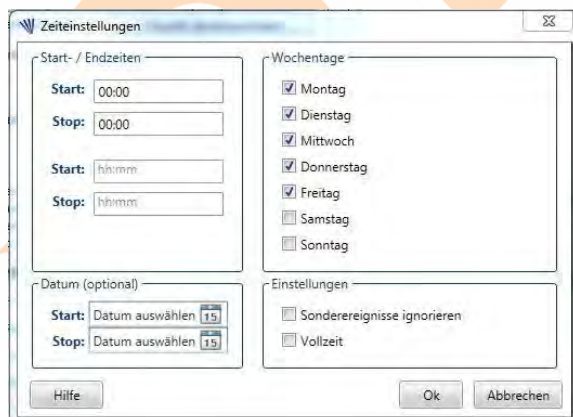 Zeiteinstellungen
Start- / Endzeiten
Start: 00:00
Stop: 00:00
Start: hh:mm
Stop: hh:mm
Wochentage
Montag
Dienstag
Mittwoch
Donnerstag
Freitag
Samstag
Sonntag
Datum (optional)
Start: Datum auswählen 15
Stop: Datum auswählen 15
Einstellungen
Sonderereignisse ignorieren
Vollzeit
Hilfe
Ok
Abbrechen